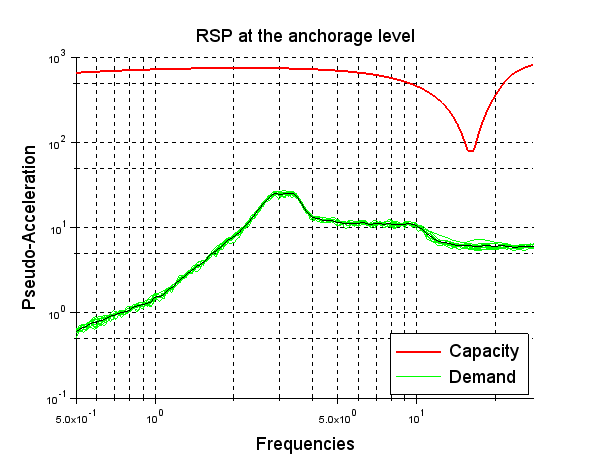 RSP at the anchorage level
10³
10²
10¹
10⁰
10⁻¹
Pseudo-Acceleration
Capacity
Demand
5.0x10⁻¹ 10⁰ 5.0x10⁰ 10¹
Frequencies